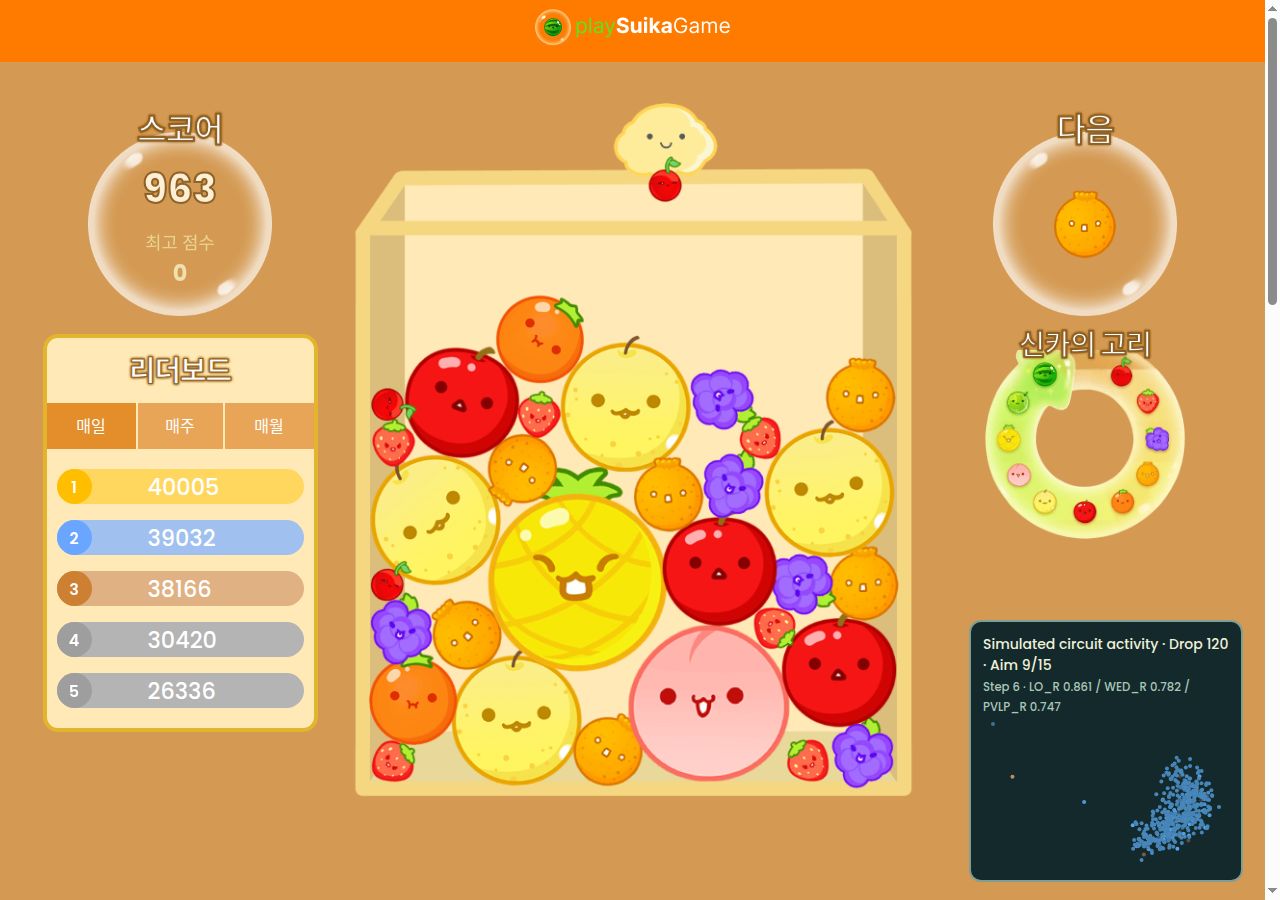 playSuikaGame
스코어
963
최고 점수
0
리더보드
매일 매주 매월
1 40005
2 39032
3 38166
4 30420
5 26336
다음
신카의 고리
Simulated circuit activity · Drop 120
· Aim 9/15
Step 6 · LO_R 0.861 / WED_R 0.782 /
PVLP_R 0.747